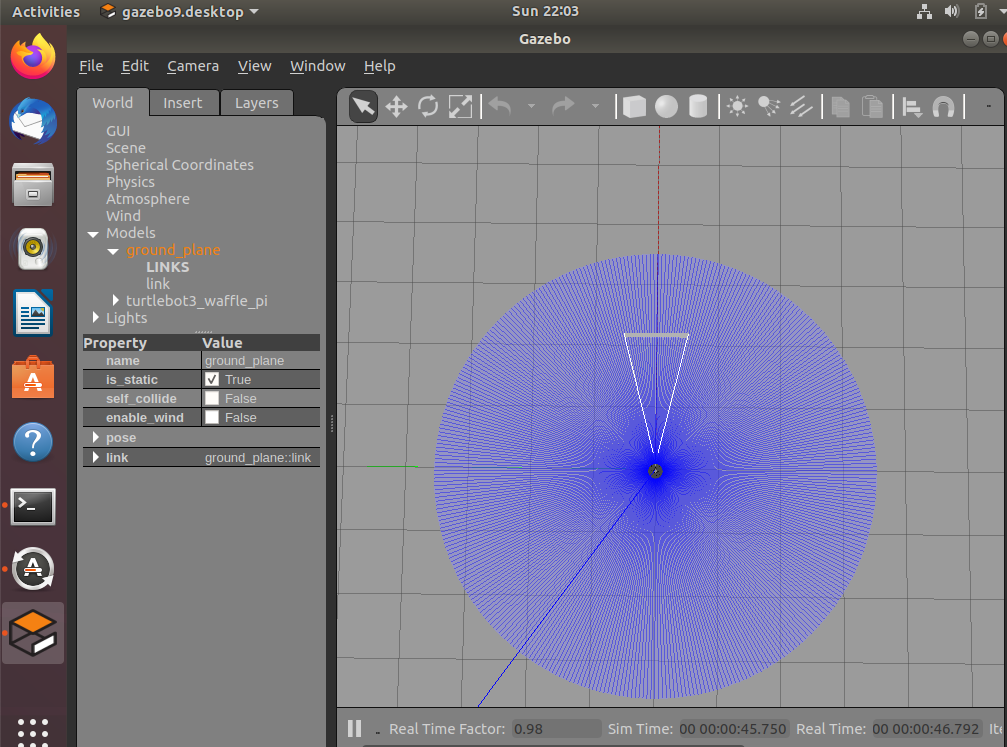 Activities gazebo9.desktop Sun 22:03
Gazebo
File Edit Camera View Window Help
World Insert Layers
GUI
Scene
Spherical Coordinates
Physics
Atmosphere
Wind
Models
ground_plane
LINKS
link
turtlebot3_waffle_pi
Lights
Property Value
name ground_plane
is_static True
self_collide False
enable_wind False
pose
link ground_plane::link
Real Time Factor: 0.98 Sim Time: 00 00:00:45.750 Real Time: 00 00:00:46.792 Ite